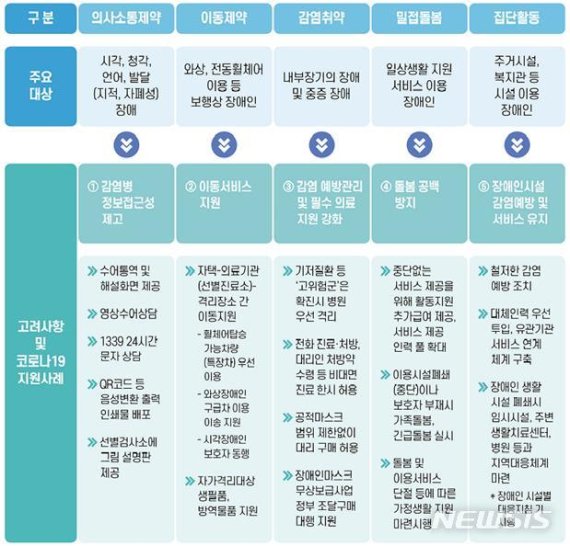 구 분
의사소통제약
이동제약
감염취약
밀접돌봄
집단활동
주요
대상
시각, 청각,
언어, 발달
(지적, 자폐성)
장애
와상, 전동휠체어
이용 등
보행상 장애인
내부장기의 장애
및 중증 장애
일상생활 지원
서비스 이용
장애인
주거시설,
복지관 등
시설 이용
장애인
고려사항
및
코로나19
지원사례
① 감염병
정보접근성
제고
수어통역 및
해설화면 제공
영상수어상담
1339 24시간
문자 상담
QR코드 등
음성변환 출력
인쇄물 배포
선별검사소에
그림 설명판
제공
② 이동서비스
지원
자택-의료기관
(선별진료소)-
격리장소 간
이동지원
- 휠체어탑승
가능차량
(특장차) 우선
이용
- 와상장애인
구급차 이용
이송 지원
- 시각장애인
보호자 동행
자가격리대상
생필품,
방역물품 지원
③ 감염 예방관리
및 필수 의료
지원 강화
기저질환 등
'고위험군'은
확진시 병원
우선 격리
전화 진료·처방,
대리인 처방약
수령 등 비대면
진료 한시 허용
공적마스크
범위 제한없이
대리 구매 허용
장애인마스크
무상보급사업
정부 조달구매
대행 지원
④ 돌봄 공백
방지
중단없는
서비스 제공을
위해 활동지원
추가급여 제공,
서비스 제공
인력 풀 확대
이용시설폐쇄
(중단)이나
보호자 부재시
가족돌봄,
긴급돌봄 실시
돌봄 및
이용서비스
단절 등에 따른
가정생활 지원
마련시행
⑤ 장애인시설
감염예방 및
서비스 유지
철저한 감염
예방 조치
대체인력 우선
투입, 유관기관
서비스 연계
체계 구축
장애인 생활
시설 폐쇄시
임시시설, 주변
생활치료센터,
병원 등과
지역대응체계
마련
+ 장애인 시설별
대응지침 기
시행
NEWSIS